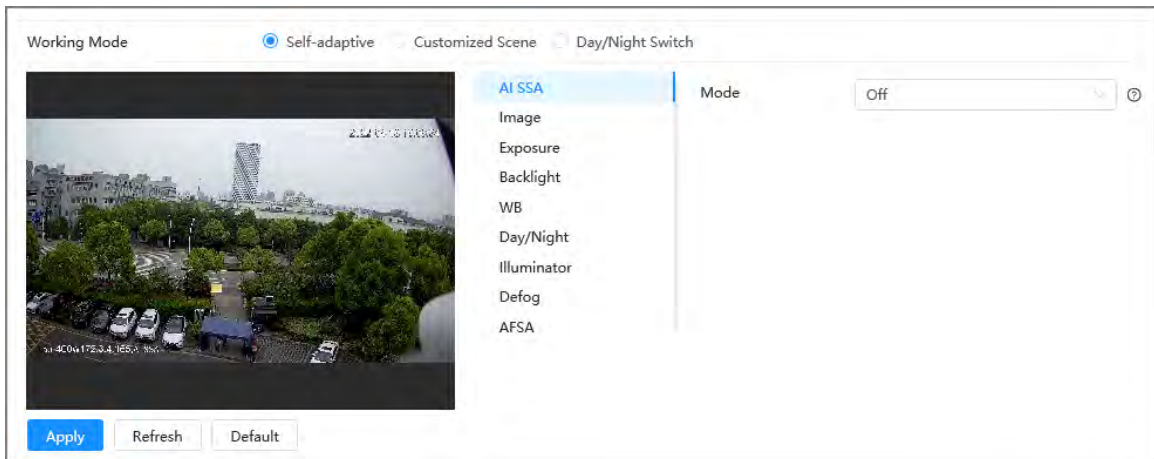 Working Mode Self-adaptive Customized Scene Day/Night Switch
AI SSA
Mode Off
Image
Exposure
Backlight
WB
Day/Night
Illuminator
Defog
AFSA
Apply Refresh Default